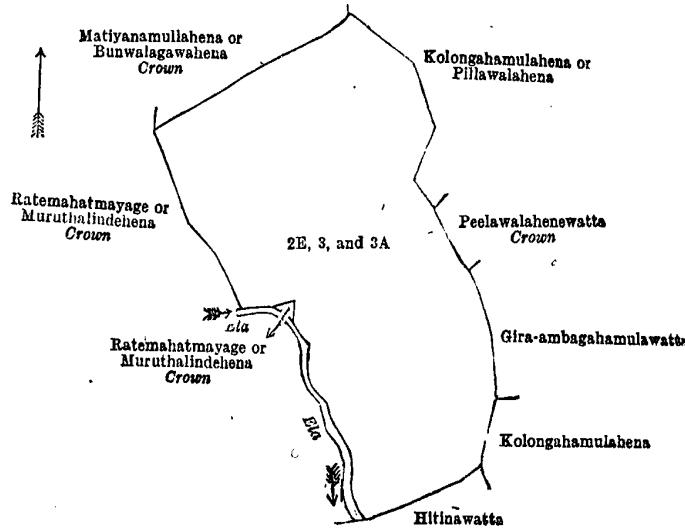 Matiyanamullahena or
Bunwalagawahena
Crown
Kolongahamulahena or
Pillawalahena
Ratemahatmayage or
Muruthalindehena
Crown
Peelawalahenewatta
Crown
2E, 3, and 3A
Ela
Ratemahatmayage or
Muruthalindehena
Crown
Gira-ambagahamulawatta
Ela
Kolongahamulahena
Hitinawatta